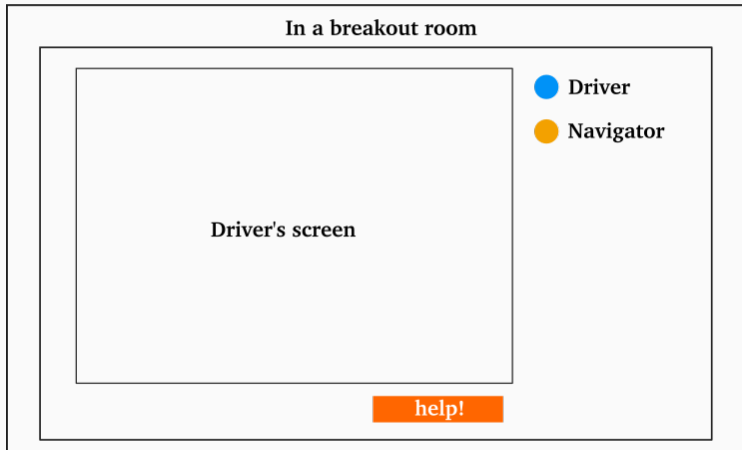 In a breakout room
Driver
Navigator
Driver's screen
help!